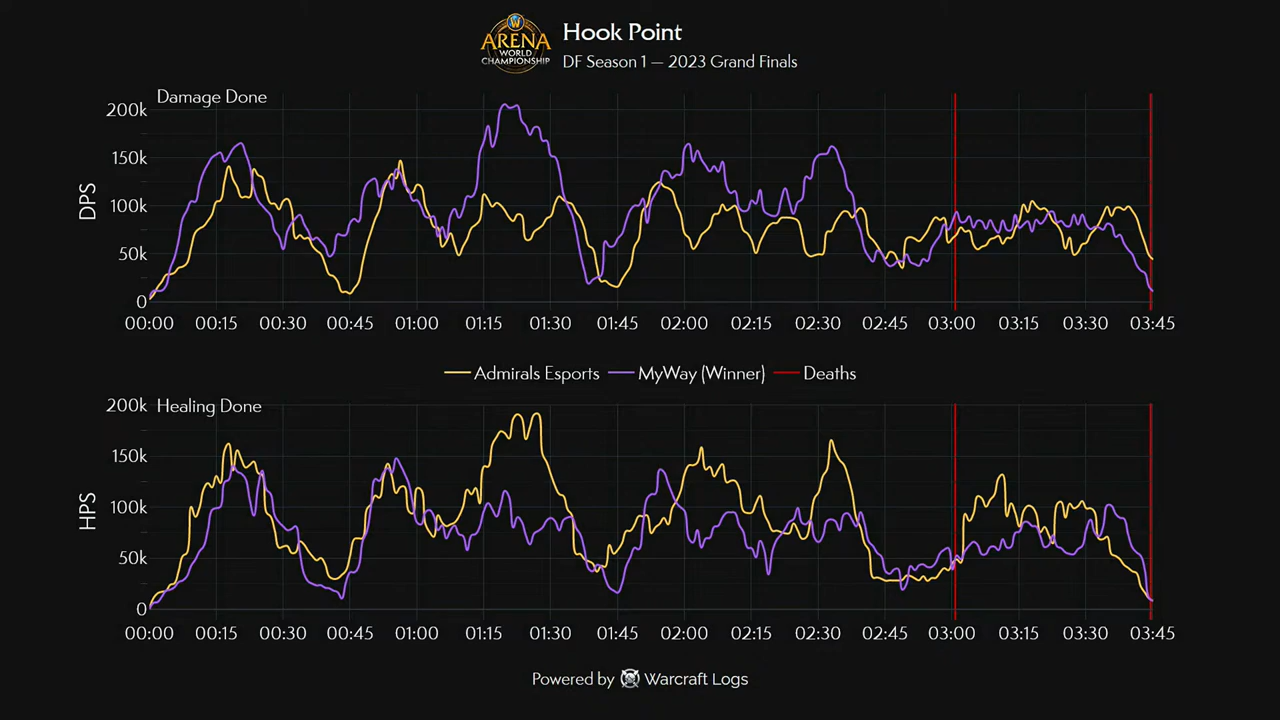 W
ARENA
WORLD
CHAMPIONSHIP
Hook Point
DF Season 1 — 2023 Grand Finals
Damage Done
DPS
200k
150k
100k
50k
0
00:00 00:15 00:30 00:45 01:00 01:15 01:30 01:45 02:00 02:15 02:30 02:45 03:00 03:15 03:30 03:45
Admirals Esports MyWay (Winner) Deaths
Healing Done
HPS
200k
150k
100k
50k
0
00:00 00:15 00:30 00:45 01:00 01:15 01:30 01:45 02:00 02:15 02:30 02:45 03:00 03:15 03:30 03:45
Powered by Warcraft Logs